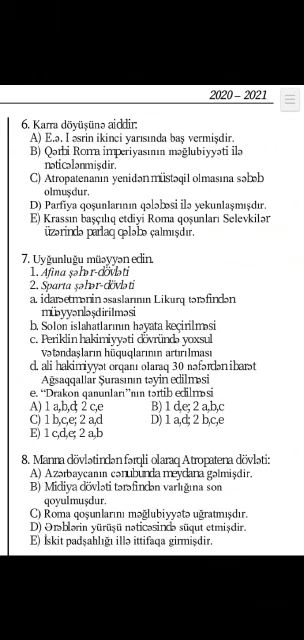 2020 – 2021
6. Karra döyüşünə aiddir:
A) E.ə. I əsrin ikinci yarısında baş vermişdir.
B) Qərbi Roma imperiyasının məğlubiyyəti ilə
nəticələnmişdir.
C) Atropatenanın yenidən müstəqil olmasına səbəb
olmuşdur.
D) Parfiya qoşunlarının qələbəsi ilə yekunlaşmışdır.
E) Krassın başçılıq etdiyi Roma qoşunları Selevkilər
üzərində parlaq qələbə çalmışdır.
7. Uyğunluğu müəyyən edin.
1. Afina şəhər-dövləti
2. Sparta şəhər-dövləti
a. idarəetmənin əsaslarının Likurq tərəfindən
müəyyənləşdirilməsi
b. Solon islahatlarının həyata keçirilməsi
c. Periklin hakimiyyəti dövründə yoxsul
vətəndaşların hüquqlarının artırılması
d. ali hakimiyyət orqanı olaraq 30 nəfərdən ibarət
Ağsaqqallar Şurasının təyin edilməsi
e. “Drakon qanunları”nın tərtib edilməsi
A) 1 a,b,d; 2 c,e B) 1 d,e; 2 a,b,c
C) 1 b,c,e; 2 a,d D) 1 a,d; 2 b,c,e
E) 1 c,d,e; 2 a,b
8. Manna dövlətindən fərqli olaraq Atropatena dövləti:
A) Azərbaycanın cənubunda meydana gəlmişdir.
B) Midiya dövləti tərəfindən varlığına son
qoyulmuşdur.
C) Roma qoşunlarını məğlubiyyətə uğratmışdır.
D) Ərəblərin yürüşü nəticəsində süqut etmişdir.
E) İskit padşahlığı illə ittifaqa girmişdir.